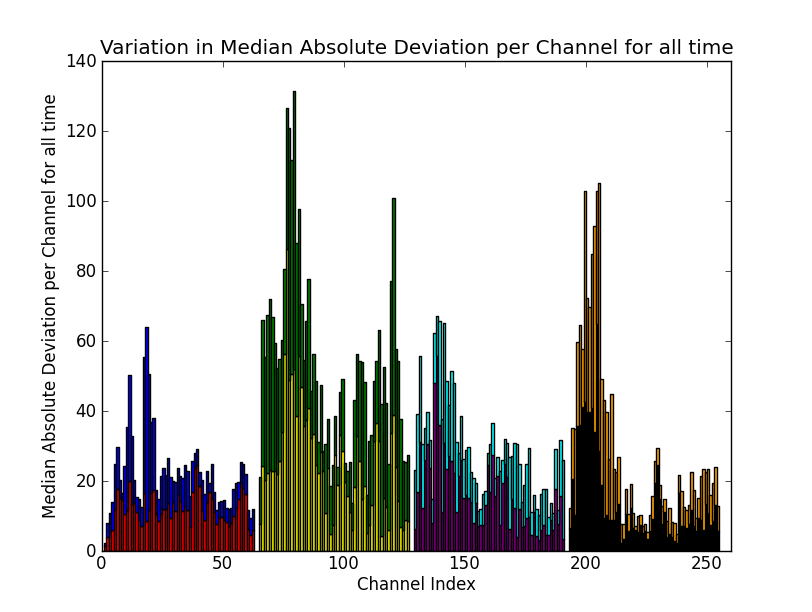 Variation in Median Absolute Deviation per Channel for all time
Median Absolute Deviation per Channel for all time
140
120
100
80
60
40
20
0
0 50 100 150 200 250
Channel Index